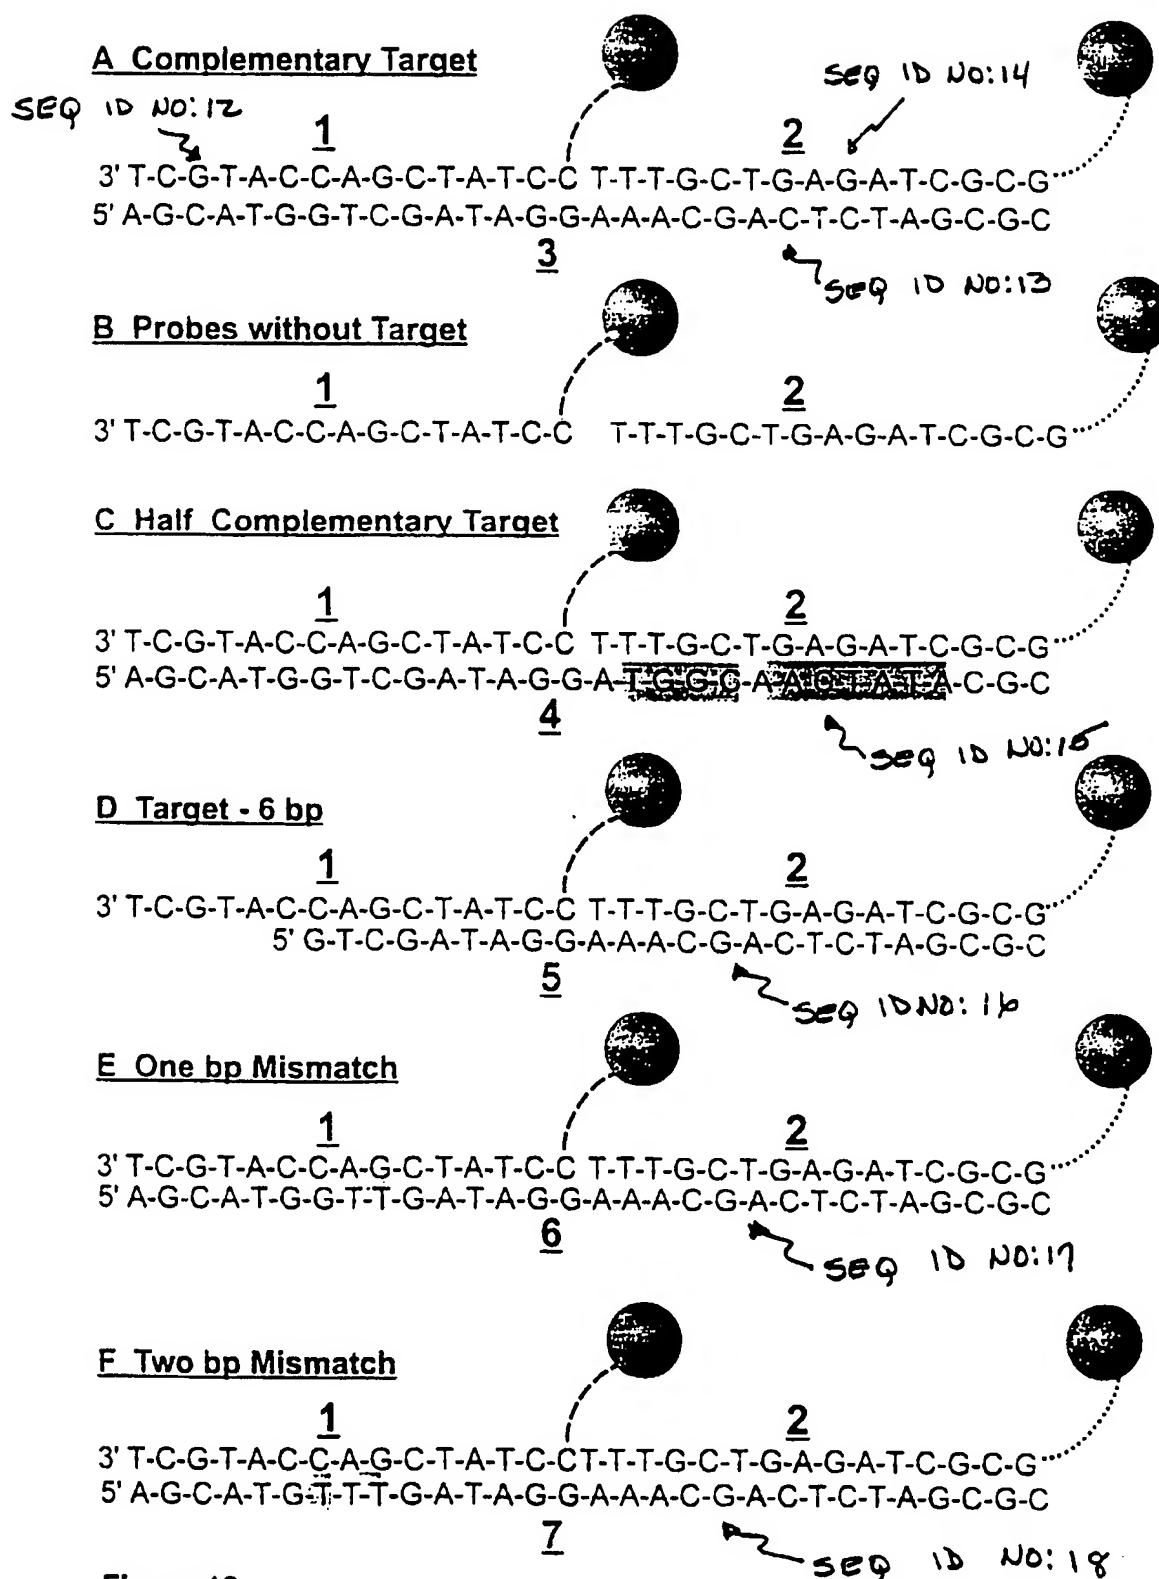 A Complementary Target
SEQ ID NO:12
SEQ ID NO:14
1
2
3' T-C-G-T-A-C-C-A-G-C-T-A-T-C-C T-T-T-G-C-T-G-A-G-A-T-C-G-C-G
5' A-G-C-A-T-G-G-T-C-G-A-T-A-G-G-A-A-A-C-G-A-C-T-C-T-A-G-C-G-C
3
SEQ ID NO:13
B Probes without Target
1
2
3' T-C-G-T-A-C-C-A-G-C-T-A-T-C-C T-T-T-G-C-T-G-A-G-A-T-C-G-C-G
C Half Complementary Target
1
2
3' T-C-G-T-A-C-C-A-G-C-T-A-T-C-C T-T-T-G-C-T-G-A-G-A-T-C-G-C-G
5' A-G-C-A-T-G-G-T-C-G-A-T-A-G-G-A-T-G-G-C-A-A-C-T-A-T-A-C-G-C
4
SEQ ID NO:15
D Target - 6 bp
1
2
3' T-C-G-T-A-C-C-A-G-C-T-A-T-C-C T-T-T-G-C-T-G-A-G-A-T-C-G-C-G
5' G-T-C-G-A-T-A-G-G-A-A-A-C-G-A-C-T-C-T-A-G-C-G-C
5
SEQ ID NO: 16
E One bp Mismatch
1
2
3' T-C-G-T-A-C-C-A-G-C-T-A-T-C-C T-T-T-G-C-T-G-A-G-A-T-C-G-C-G
5' A-G-C-A-T-G-G-T-T-G-A-T-A-G-G-A-A-A-C-G-A-C-T-C-T-A-G-C-G-C
6
SEQ ID NO:17
F Two bp Mismatch
1
2
3' T-C-G-T-A-C-C-A-G-C-T-A-T-C-C-T-T-T-G-C-T-G-A-G-A-T-C-G-C-G
5' A-G-C-A-T-G-T-T-T-G-A-T-A-G-G-A-A-A-C-G-A-C-T-C-T-A-G-C-G-C
7
SEQ ID NO: 18